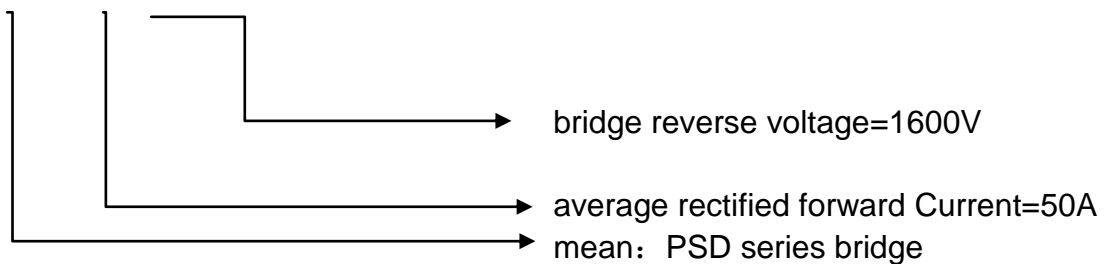 bridge reverse voltage=1600V
average rectified forward Current=50A
mean：PSD series bridge